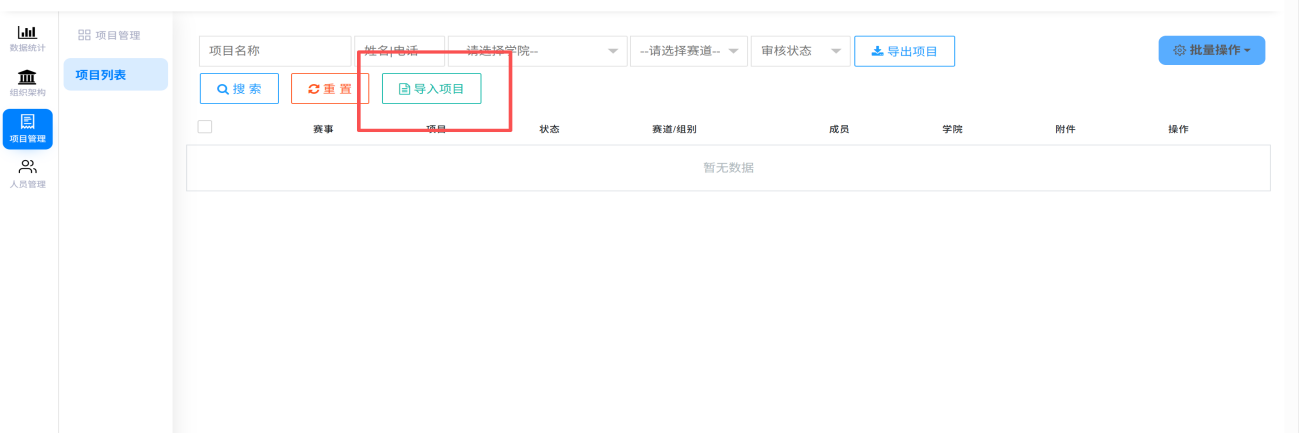 数据统计
组织架构
项目管理
人员管理
项目管理
项目列表
项目名称 姓名|电话 --请选择学院-- --请选择赛道-- 审核状态 导出项目 批量操作
搜 索 重 置 导入项目
赛事 项目 状态 赛道/组别 成员 学院 附件 操作
暂无数据